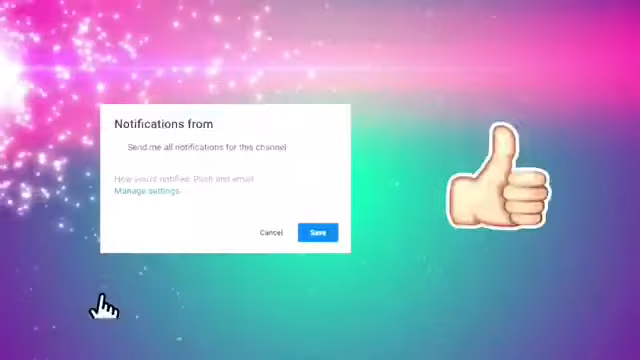 Notifications from
Send me all notifications for this channel
How you're notified: Push and email
Manage settings
Cancel
Save